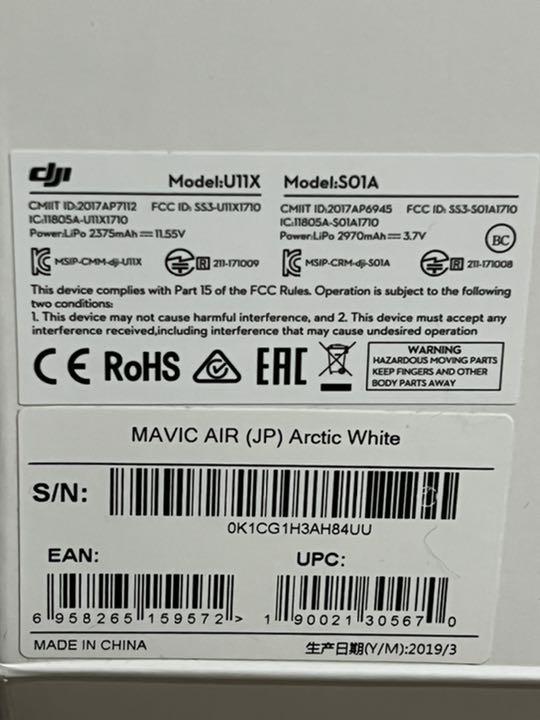 dji Model:U11X
CMIIT ID:2017AP7112 FCC ID: SS3-U11X1710
IC:11805A-U11X1710
Power:LiPo 2375mAh⎓11.55V
MSIP-CMM-dji-U11X R 211-171009
Model:S01A
CMIIT ID:2017AP6945 FCC ID: SS3-S01A1710
IC:11805A-S01A1710
Power:LiPo 2970mAh⎓3.7V
BC
MSIP-CRM-dji-S01A R 211-171008
This device complies with Part 15 of the FCC Rules. Operation is subject to the following
two conditions:
1. This device may not cause harmful interference, and 2. This device must accept any
interference received,including interference that may cause undesired operation
CE RoHS EAC
WARNING
HAZARDOUS MOVING PARTS
KEEP FINGERS AND OTHER
BODY PARTS AWAY
MAVIC AIR (JP) Arctic White
S/N:
0K1CG1H3AH84UU
EAN:
6 958265 159572 >
UPC:
1 90021 30567 0
MADE IN CHINA
生产日期(Y/M):2019/3